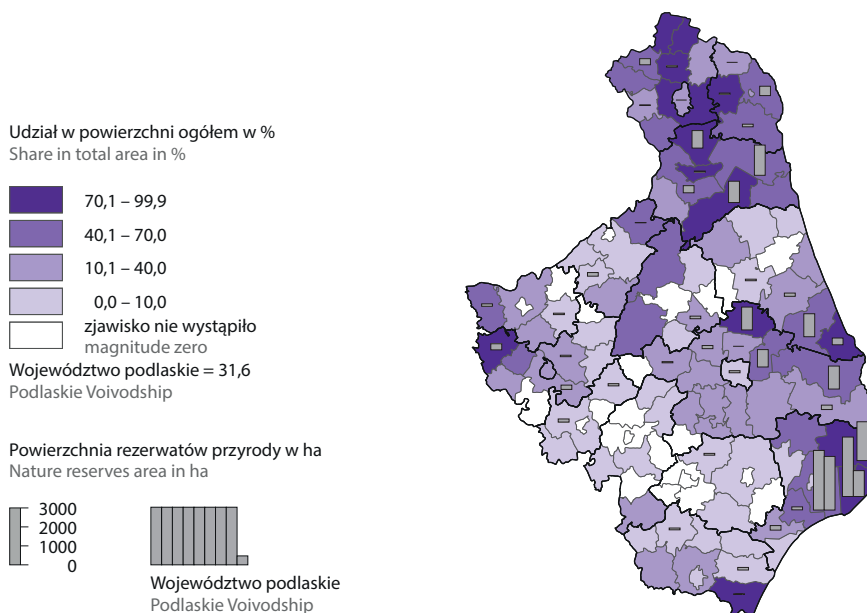 Udział w powierzchni ogółem w %
Share in total area in %
70,1 – 99,9
40,1 – 70,0
10,1 – 40,0
0,0 – 10,0
zjawisko nie wystąpiło
magnitude zero
Województwo podlaskie = 31,6
Podlaskie Voivodship
Powierzchnia rezerwatów przyrody w ha
Nature reserves area in ha
3000
2000
1000
0
Województwo podlaskie
Podlaskie Voivodship